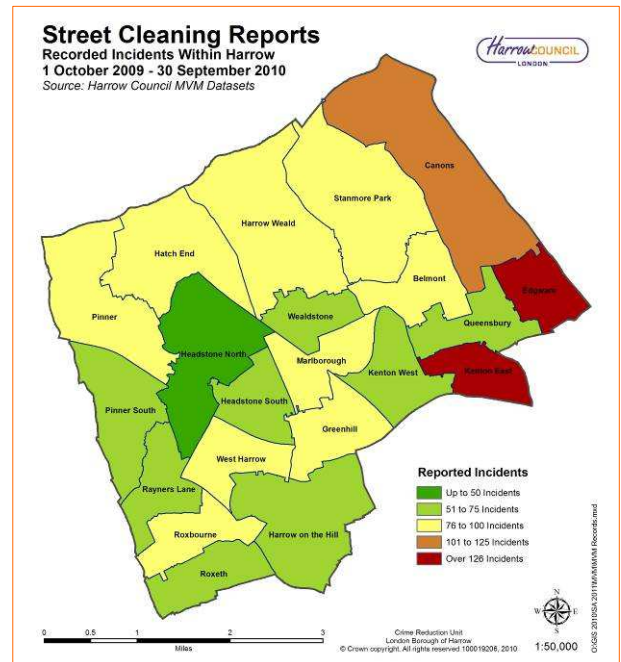 Street Cleaning Reports
Recorded Incidents Within Harrow
1 October 2009 - 30 September 2010
Source: Harrow Council MVM Datasets
HarrowCOUNCIL
LONDON
Canons
Stanmore Park
Harrow Weald
Hatch End
Belmont
Edgware
Pinner
Wealdstone
Queensbury
Headstone North
Marlborough
Kenton West
Kenton East
Pinner South
Headstone South
Greenhill
West Harrow
Rayners Lane
Roxbourne
Harrow on the Hill
Roxeth
Reported Incidents
Up to 50 Incidents
51 to 75 Incidents
76 to 100 Incidents
101 to 125 Incidents
Over 126 Incidents
N
W E
S
0 0.5 1 2 3
Miles
Crime Reduction Unit
London Borough of Harrow
© Crown copyright. All rights reserved 100019206, 2010
1:50,000